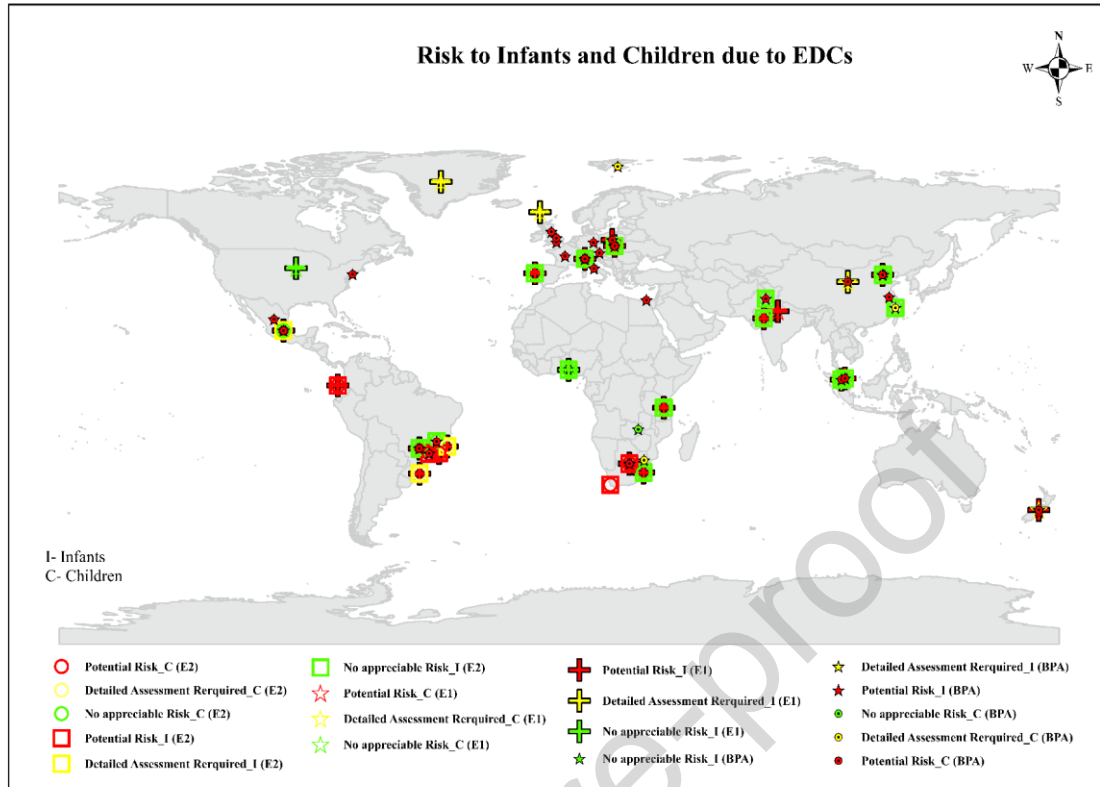 Risk to Infants and Children due to EDCs
N
W E
S
I- Infants
C- Children
Potential Risk_C (E2)
Detailed Assessment Rerquired_C (E2)
No appreciable Risk_C (E2)
Potential Risk_I (E2)
Detailed Assessment Rerquired_I (E2)
No appreciable Risk_I (E2)
Potential Risk_C (E1)
Detailed Assessment Rerquired_C (E1)
No appreciable Risk_C (E1)
Potential Risk_I (E1)
Detailed Assessment Rerquired_I (E1)
No appreciable Risk_I (E1)
No appreciable Risk_I (BPA)
Detailed Assessment Rerquired_I (BPA)
Potential Risk_I (BPA)
No appreciable Risk_C (BPA)
Detailed Assessment Rerquired_C (BPA)
Potential Risk_C (BPA)
re-proof